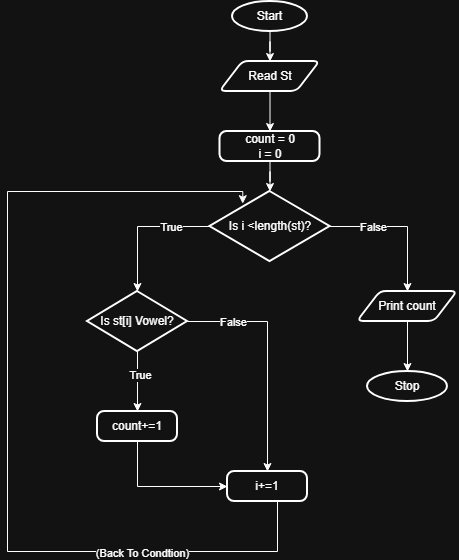 Start
Read St
count = 0
i = 0
Is i <length(st)?
True
False
Print count
Is st[i] Vowel?
False
Stop
True
count+=1
i+=1
(Back To Condtion)